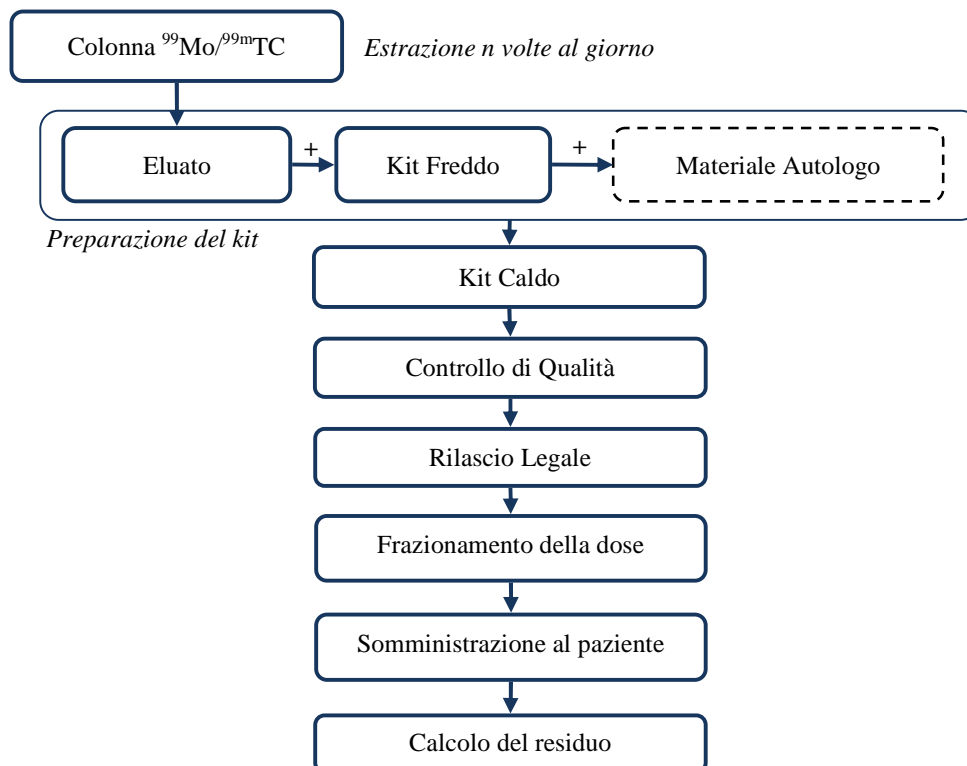 Colonna ⁹⁹Mo/⁹⁹ᵐTC
Estrazione n volte al giorno
Eluato
+
Kit Freddo
+
Materiale Autologo
Preparazione del kit
Kit Caldo
Controllo di Qualità
Rilascio Legale
Frazionamento della dose
Somministrazione al paziente
Calcolo del residuo